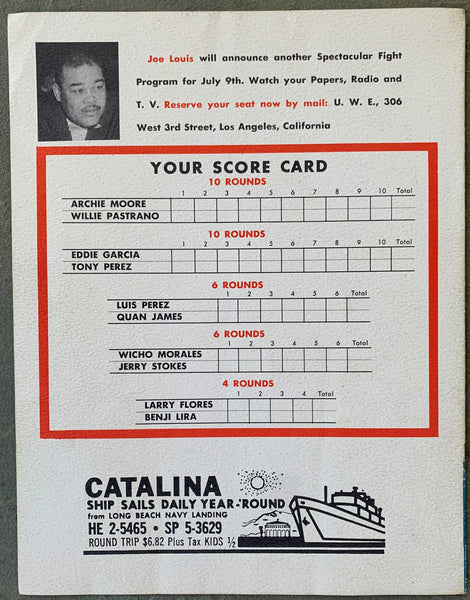 Joe Louis will announce another Spectacular Fight
Program for July 9th. Watch your Papers, Radio and
T. V. Reserve your seat now by mail: U. W. E., 306
West 3rd Street, Los Angeles, California
YOUR SCORE CARD
10 ROUNDS
1 2 3 4 5 6 7 8 9 10 Total
ARCHIE MOORE
WILLIE PASTRANO
10 ROUNDS
1 2 3 4 5 6 7 8 9 10 Total
EDDIE GARCIA
TONY PEREZ
6 ROUNDS
1 2 3 4 5 6 Total
LUIS PEREZ
QUAN JAMES
6 ROUNDS
1 2 3 4 5 6 Total
WICHO MORALES
JERRY STOKES
4 ROUNDS
1 2 3 4 Total
LARRY FLORES
BENJI LIRA
CATALINA
SHIP SAILS DAILY YEAR-'ROUND
from LONG BEACH NAVY LANDING
HE 2-5465 • SP 5-3629
ROUND TRIP $6.82 Plus Tax KIDS ½